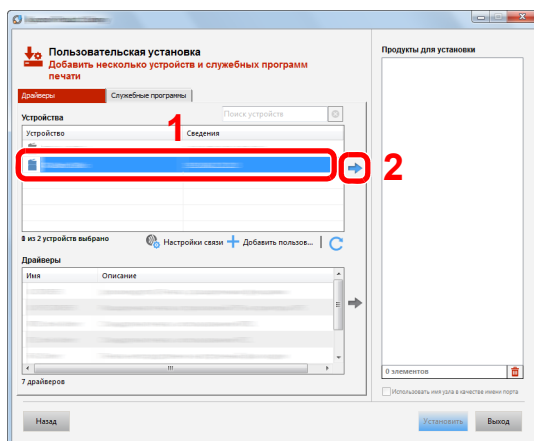 Пользовательская установка
Добавить несколько устройств и служебных программ
печати
Драйверы
Служебные программы
Устройства
Поиск устройств
Устройство
Сведения
1
2
из 2 устройств выбрано
Настройки связи
Добавить пользов...
Драйверы
Имя
Описание
7 драйверов
Продукты для установки
0 элементов
Использовать имя узла в качестве имени порта
Назад
Установить
Выход